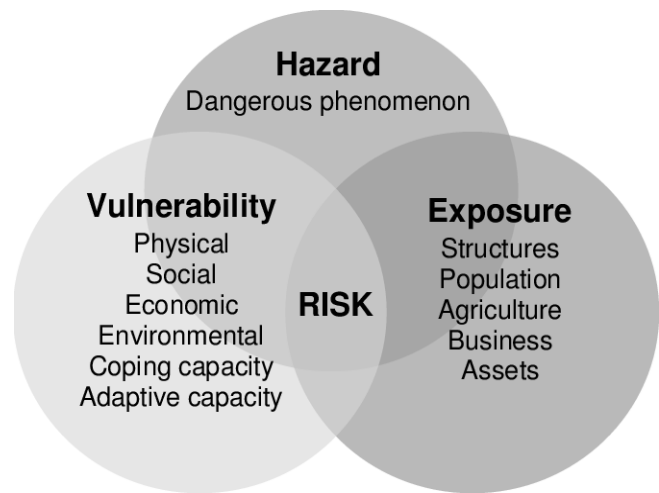 Hazard
Dangerous phenomenon
Vulnerability
Physical
Social
Economic
Environmental
Coping capacity
Adaptive capacity
RISK
Exposure
Structures
Population
Agriculture
Business
Assets